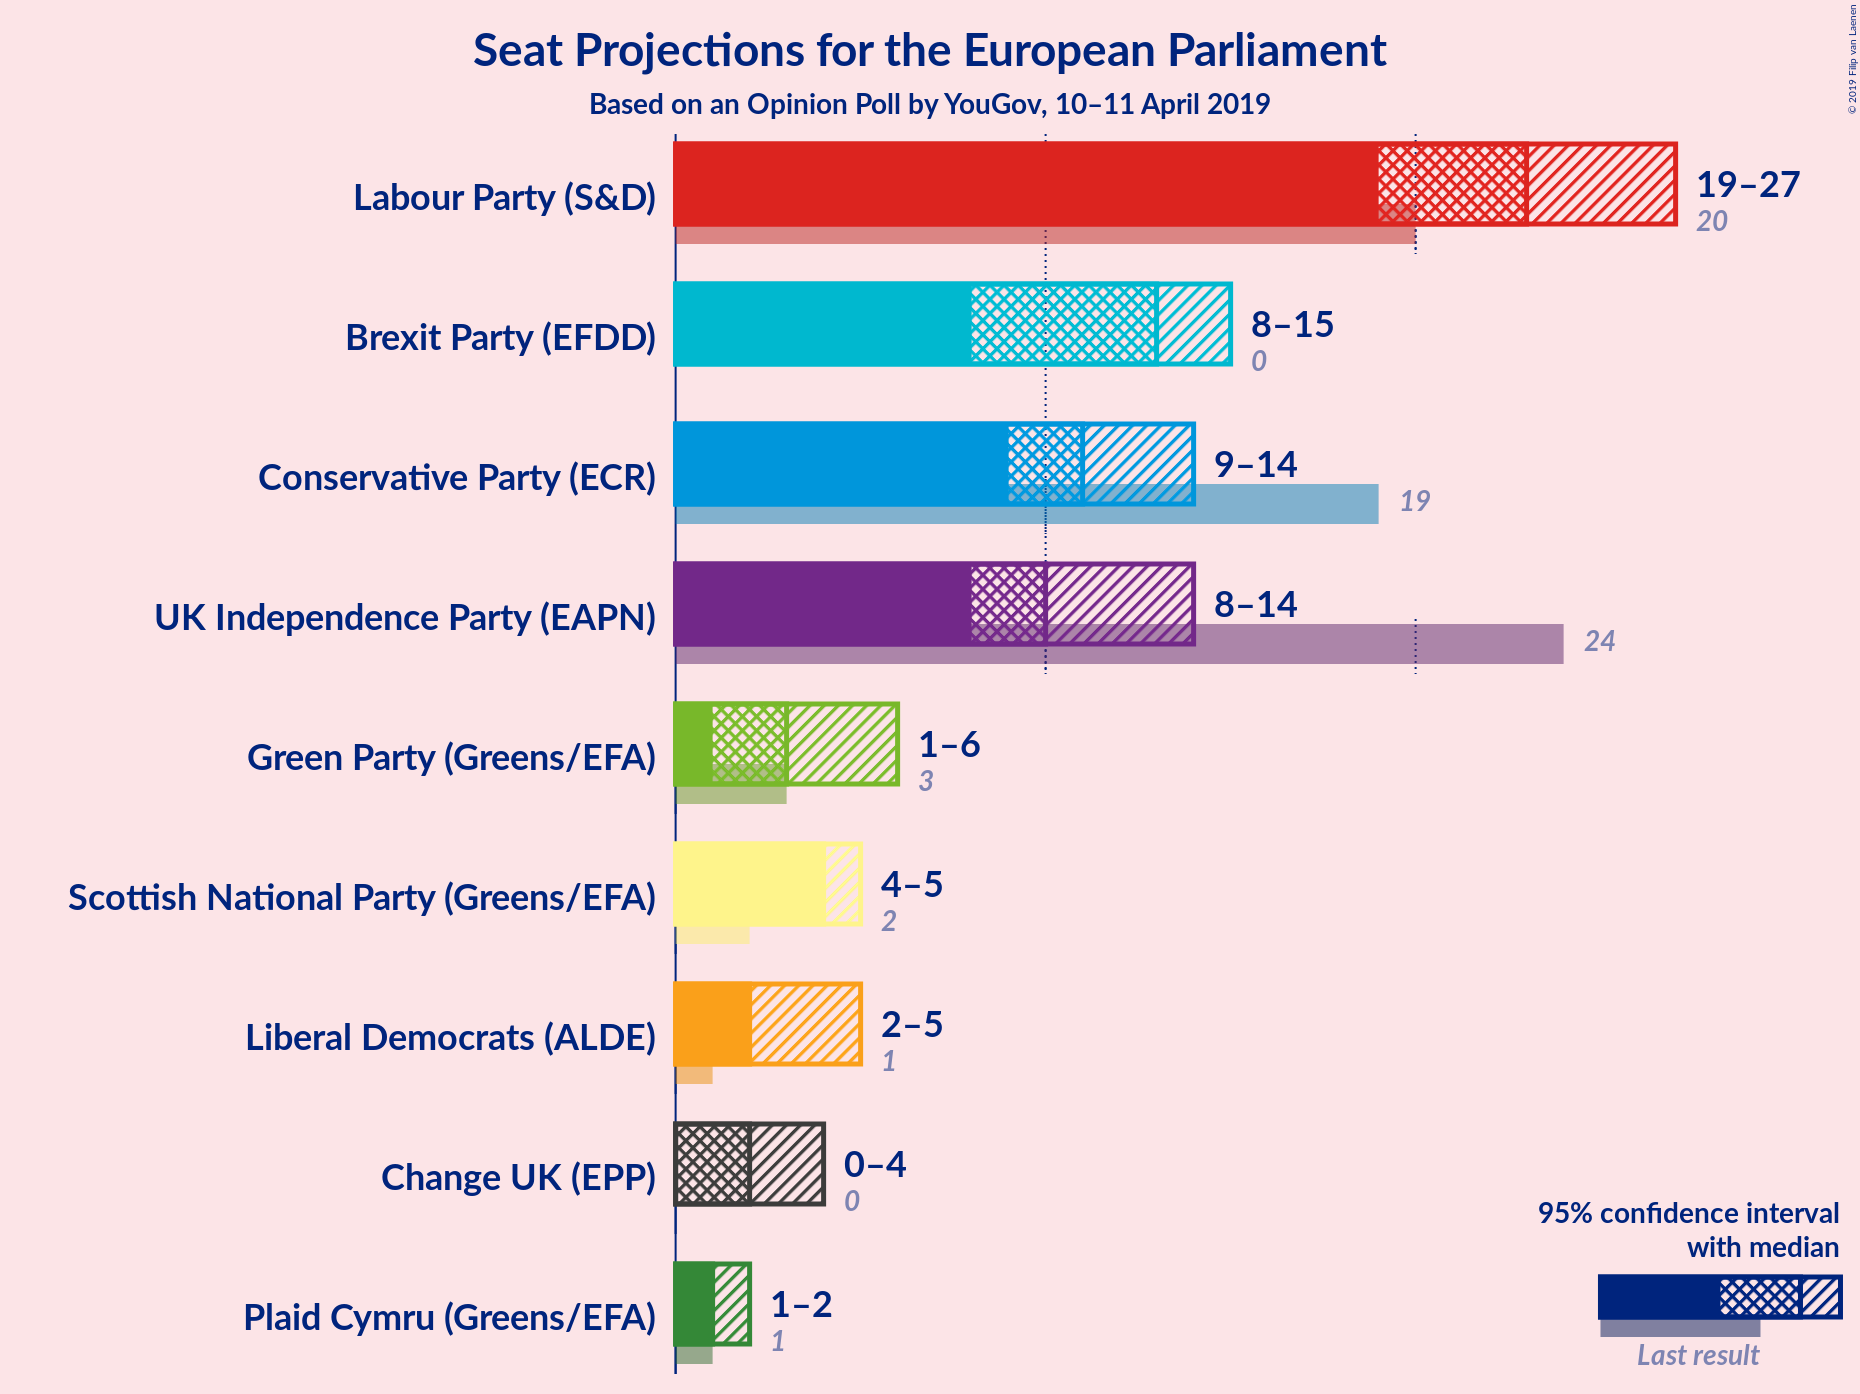 Seat Projections for the European Parliament
Based on an Opinion Poll by YouGov, 10–11 April 2019
© 2019 Filip van Laenen
Labour Party (S&D)
19–27
20
Brexit Party (EFDD)
8–15
0
Conservative Party (ECR)
9–14
19
UK Independence Party (EAPN)
8–14
24
Green Party (Greens/EFA)
1–6
3
Scottish National Party (Greens/EFA)
4–5
2
Liberal Democrats (ALDE)
2–5
1
Change UK (EPP)
0–4
0
Plaid Cymru (Greens/EFA)
1–2
1
95% confidence interval
with median
Last result